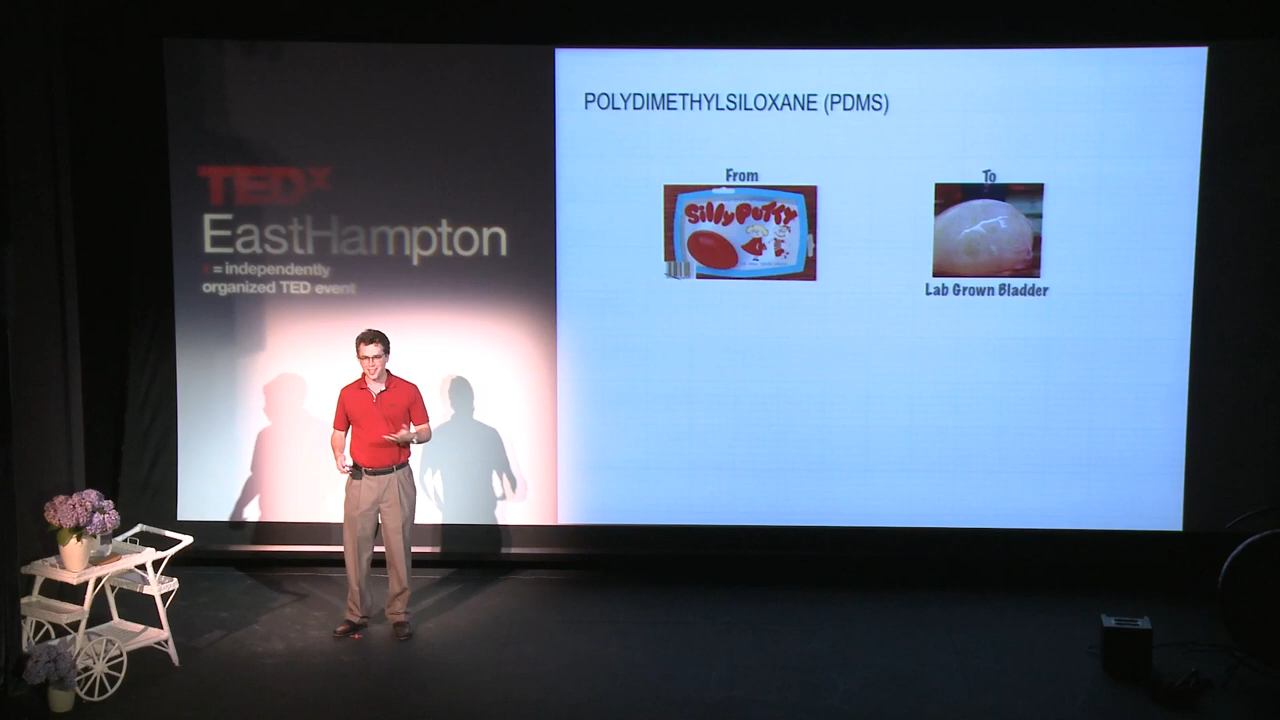 TEDx
EastHampton
x = independently
organized TED event
POLYDIMETHYLSILOXANE (PDMS)
From
Silly Putty
To
Lab Grown Bladder